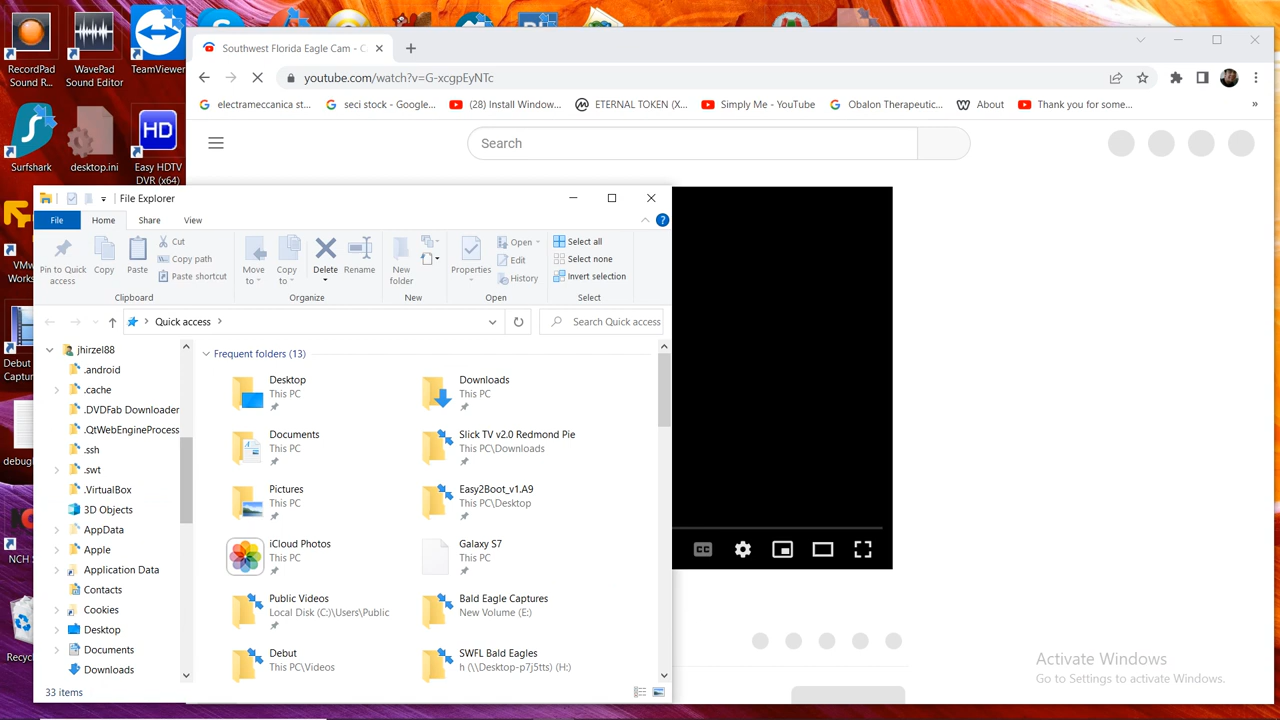 RecordPad
Sound R...
WavePad
Sound Editor
TeamViewer
Surfshark
desktop.ini
HD
Easy HDTV
DVR (x64)
VMw
Works
Debut
Captur
debugl
NCH S
Recyc
Southwest Florida Eagle Cam - C
youtube.com/watch?v=G-xcgpEyNTc
electrameccanica st...
seci stock - Google...
(28) Install Window...
ETERNAL TOKEN (X...
Simply Me - YouTube
Obalon Therapeutic...
About
Thank you for some...
»
Search
CC
File Explorer
File
Home
Share
View
Pin to Quick
access
Copy
Paste
Cut
Copy path
Paste shortcut
Clipboard
Move
to
Copy
to
Delete
Rename
Organize
New
folder
New
Properties
Open
Edit
History
Open
Select all
Select none
Invert selection
Select
Quick access
Search Quick access
jhirzel88
.android
.cache
.DVDFab Downloader
.QtWebEngineProcess
.ssh
.swt
.VirtualBox
3D Objects
AppData
Apple
Application Data
Contacts
Cookies
Desktop
Documents
Downloads
Frequent folders (13)
Desktop
This PC
Downloads
This PC
Documents
This PC
Slick TV v2.0 Redmond Pie
This PC\Downloads
Pictures
This PC
Easy2Boot_v1.A9
This PC\Desktop
iCloud Photos
This PC
Galaxy S7
This PC
Public Videos
Local Disk (C:)\Users\Public
Bald Eagle Captures
New Volume (E:)
Debut
This PC\Videos
SWFL Bald Eagles
h (\\Desktop-p7j5tts) (H:)
33 items
Activate Windows
Go to Settings to activate Windows.